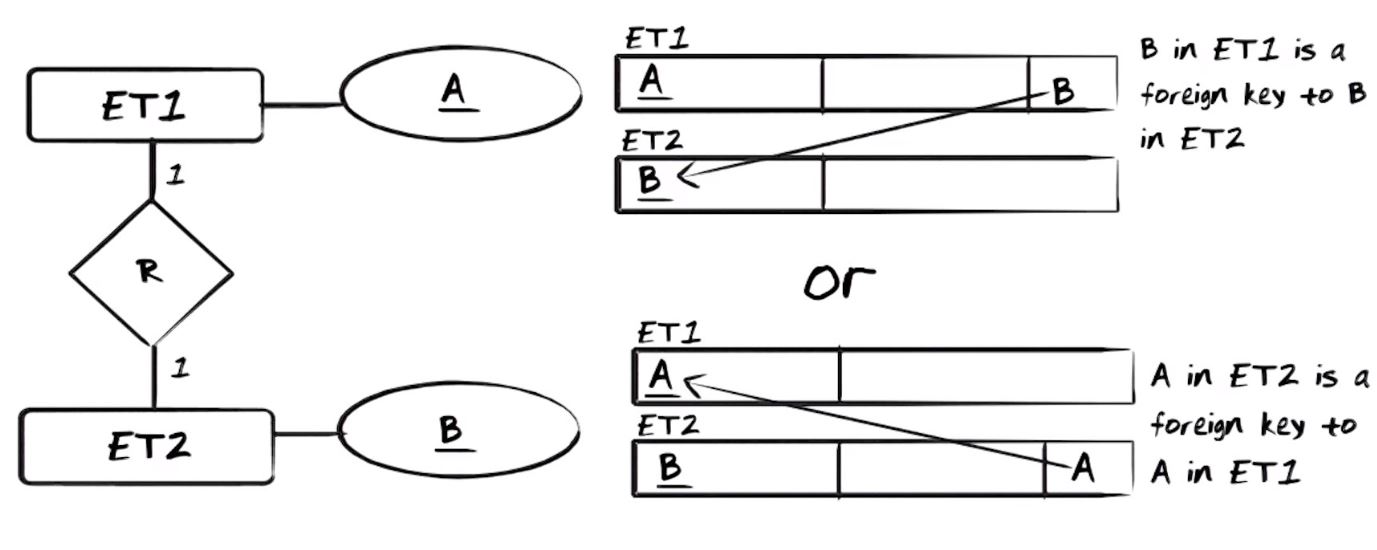 ET1
A
1
R
1
ET2
B
ET1
A
B
ET2
B
B in ET1 is a
foreign key to B
in ET2
or
ET1
A
ET2
B
A
A in ET2 is a
foreign key to
A in ET1